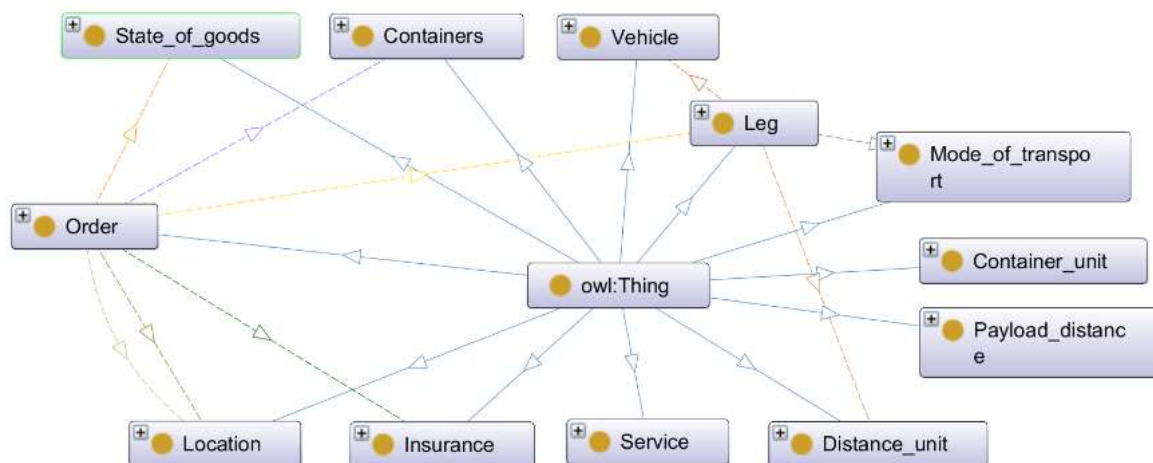 State_of_goods
Containers
Vehicle
Leg
Mode_of_transpo
rt
Order
Container_unit
owl:Thing
Payload_distanc
e
Location
Insurance
Service
Distance_unit